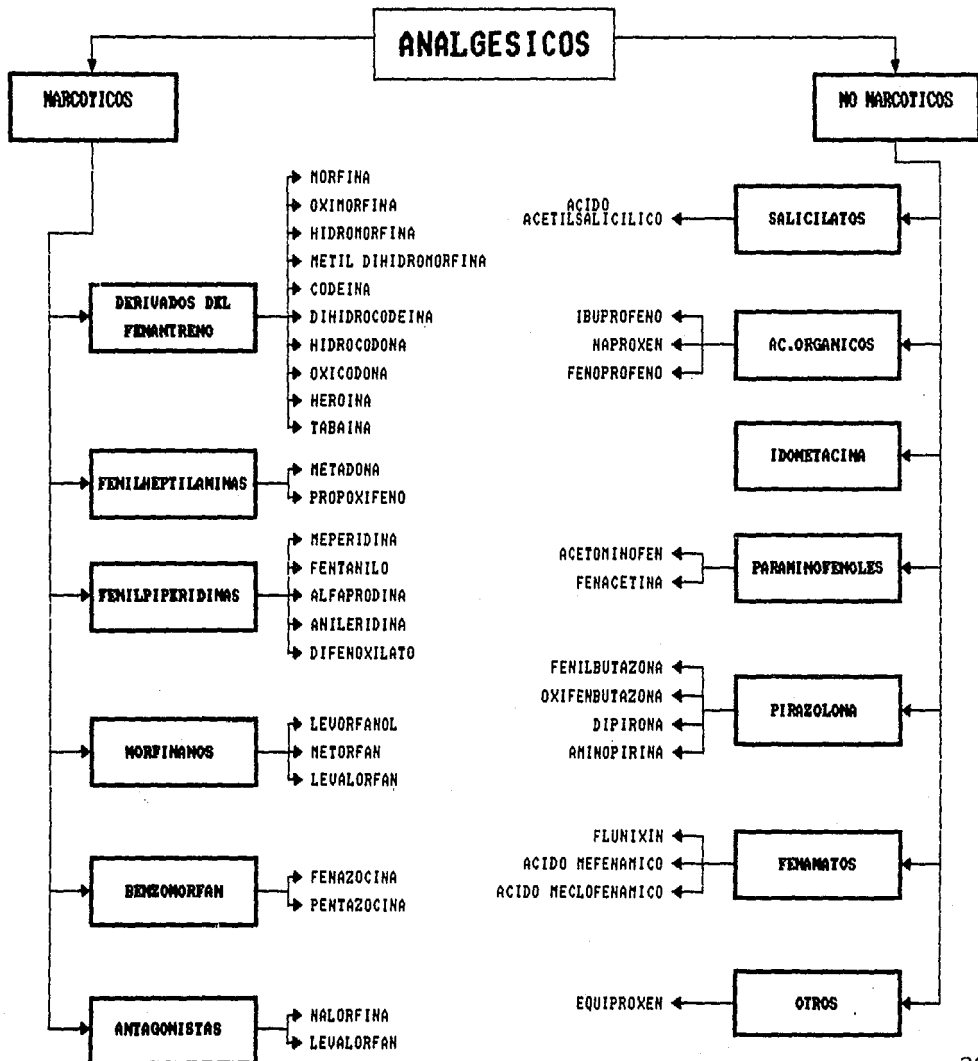 ANALGESICOS
NARCOTICOS
NO NARCOTICOS
DERIVADOS DEL
FENANTRENO
MORFINA
OXIMORFINA
HIDROMORFINA
METIL DIHIDROMORFINA
CODEINA
DIHIDROCODEINA
HIDROCODONA
OXICODONA
HEROINA
TABAINA
FENILHEPTILAMINAS
METADONA
PROPOXIFENO
FENILPIPERIDINAS
MEPERIDINA
FENTANILO
ALFAPRODINA
ANILERIDINA
DIFENOXILATO
MORFINANOS
LEVORFANOL
METORFAN
LEVALORFAN
BENZOMORFAN
FENAZOCINA
PENTAZOCINA
ANTAGONISTAS
NALORFINA
LEVALORFAN
SALICILATOS
ACIDO
ACETILSALICILICO
AC.ORGANICOS
IBUPROFENO
NAPROXEN
FENOPROFENO
IDOMETACINA
PARAMINOFENOLES
ACETOMINOFEN
FENACETINA
PIRAZOLONA
FENILBUTAZONA
OXIFENBUTAZONA
DIPIRONA
AMINOPIRINA
FENAMATOS
FLUNIXIN
ACIDO MEFENAMICO
ACIDO MECLOFENAMICO
OTROS
EQUIPROXEN